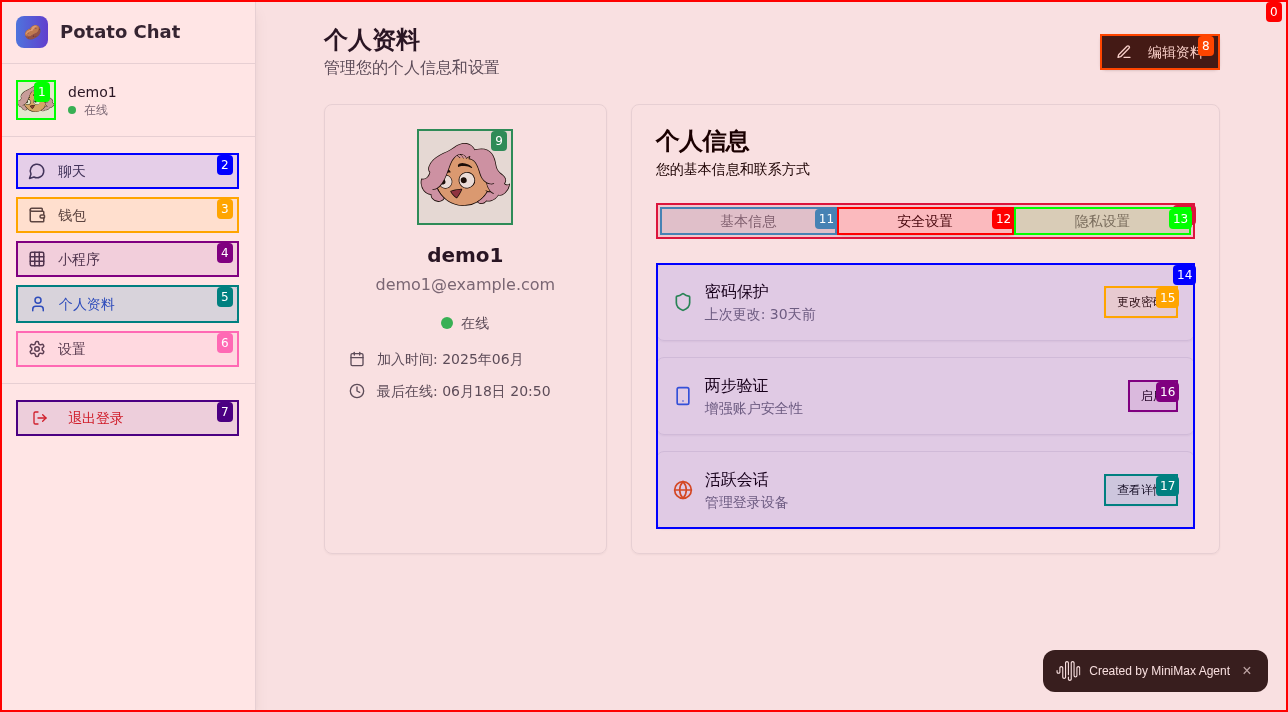 Potato Chat
demo1
在线
聊天
钱包
小程序
个人资料
设置
退出登录
个人资料
管理您的个人信息和设置
编辑资料
demo1
demo1@example.com
在线
加入时间: 2025年06月
最后在线: 06月18日 20:50
个人信息
您的基本信息和联系方式
基本信息
安全设置
隐私设置
密码保护
上次更改: 30天前
更改密
两步验证
增强账户安全性
启
活跃会话
管理登录设备
查看详
Created by MiniMax Agent
0
1
2
3
4
5
6
7
8
9
11
12
13
14
15
16
17